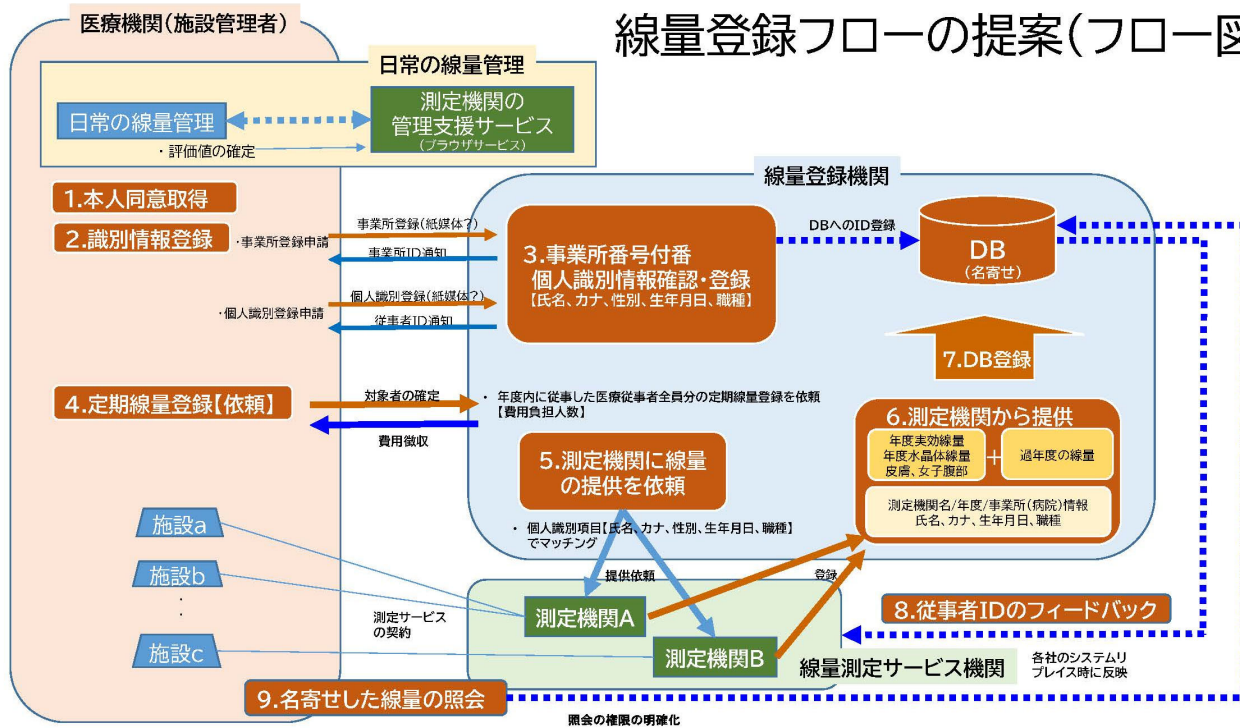 医療機関(施設管理者)
線量登録フローの提案(フロー図
日常の線量管理
日常の線量管理
測定機関の
管理支援サービス
(ブラウザサービス)
・評価値の確定
線量登録機関
1.本人同意取得
2.識別情報登録
・事業所登録申請
事業所登録(紙媒体?)
事業所ID通知
・個人識別登録申請
個人識別登録(紙媒体?)
従事者ID通知
3.事業所番号付番
個人識別情報確認・登録
【氏名、カナ、性別、生年月日、職種】
DBへのID登録
DB
(名寄せ)
7.DB登録
4.定期線量登録【依頼】
対象者の確定
費用徴収
・ 年度内に従事した医療従事者全員分の定期線量登録を依頼
【費用負担人数】
5.測定機関に線量
の提供を依頼
・ 個人識別項目【氏名、カナ、性別、生年月日、職種】
でマッチング
6.測定機関から提供
年度実効線量
年度水晶体線量
皮膚、女子腹部
+
過年度の線量
測定機関名/年度/事業所(病院)情報
氏名、カナ、生年月日、職種
施設a
施設b
・
・
施設c
測定サービス
の契約
提供依頼
登録
測定機関A
測定機関B
線量測定サービス機関
8.従事者IDのフィードバック
各社のシステムリ
プレイス時に反映
9.名寄せした線量の照会
照会の権限の明確化